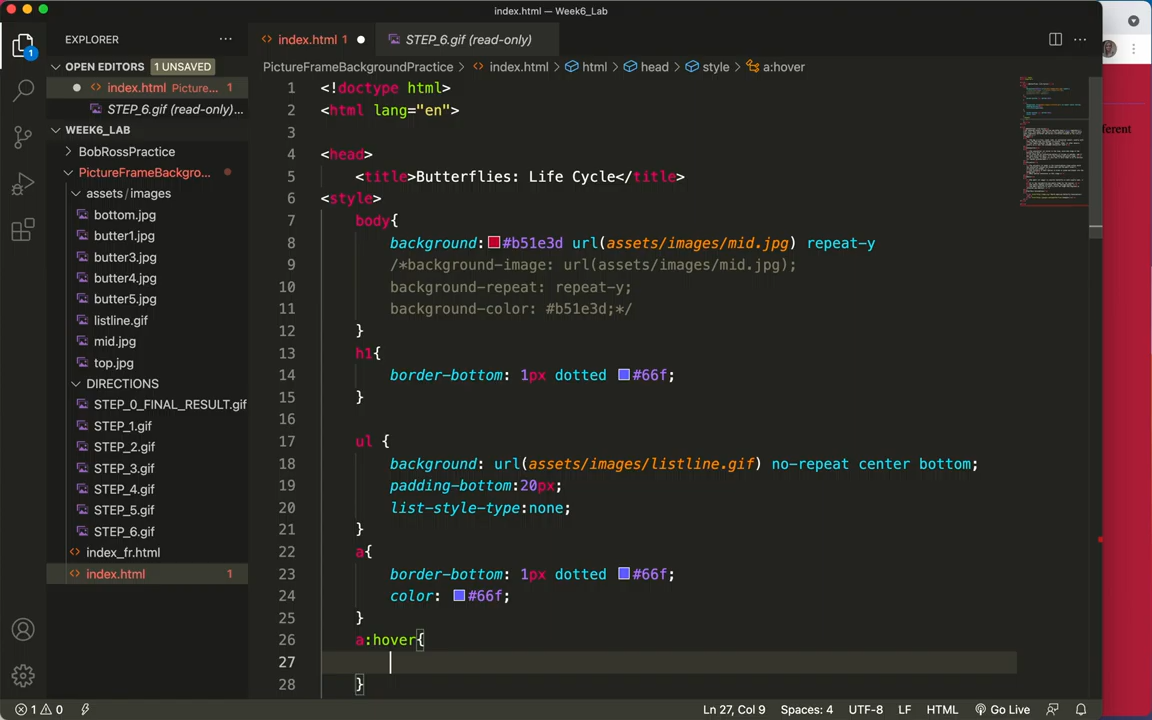 index.html — Week6_Lab
EXPLORER
index.html 1
STEP_6.gif (read-only)
OPEN EDITORS 1 UNSAVED
index.html Picture... 1
STEP_6.gif (read-only)...
WEEK6_LAB
BobRossPractice
PictureFrameBackgro...
assets/images
bottom.jpg
butter1.jpg
butter3.jpg
butter4.jpg
butter5.jpg
listline.gif
mid.jpg
top.jpg
DIRECTIONS
STEP_0_FINAL_RESULT.gif
STEP_1.gif
STEP_2.gif
STEP_3.gif
STEP_4.gif
STEP_5.gif
STEP_6.gif
index_fr.html
index.html 1
1
PictureFrameBackgroundPractice > index.html > html > head > style > a:hover
1 <!doctype html>
2 <html lang="en">
3
4 <head>
5 <title>Butterflies: Life Cycle</title>
6 <style>
7 body{
8 background:#b51e3d url(assets/images/mid.jpg) repeat-y
9 /*background-image: url(assets/images/mid.jpg);
10 background-repeat: repeat-y;
11 background-color: #b51e3d;*/
12 }
13 h1{
14 border-bottom: 1px dotted #66f;
15 }
16
17 ul {
18 background: url(assets/images/listline.gif) no-repeat center bottom;
19 padding-bottom:20px;
20 list-style-type:none;
21 }
22 a{
23 border-bottom: 1px dotted #66f;
24 color: #66f;
25 }
26 a:hover{
27
28 }
ferent
1 0
Ln 27, Col 9 Spaces: 4 UTF-8 LF HTML Go Live